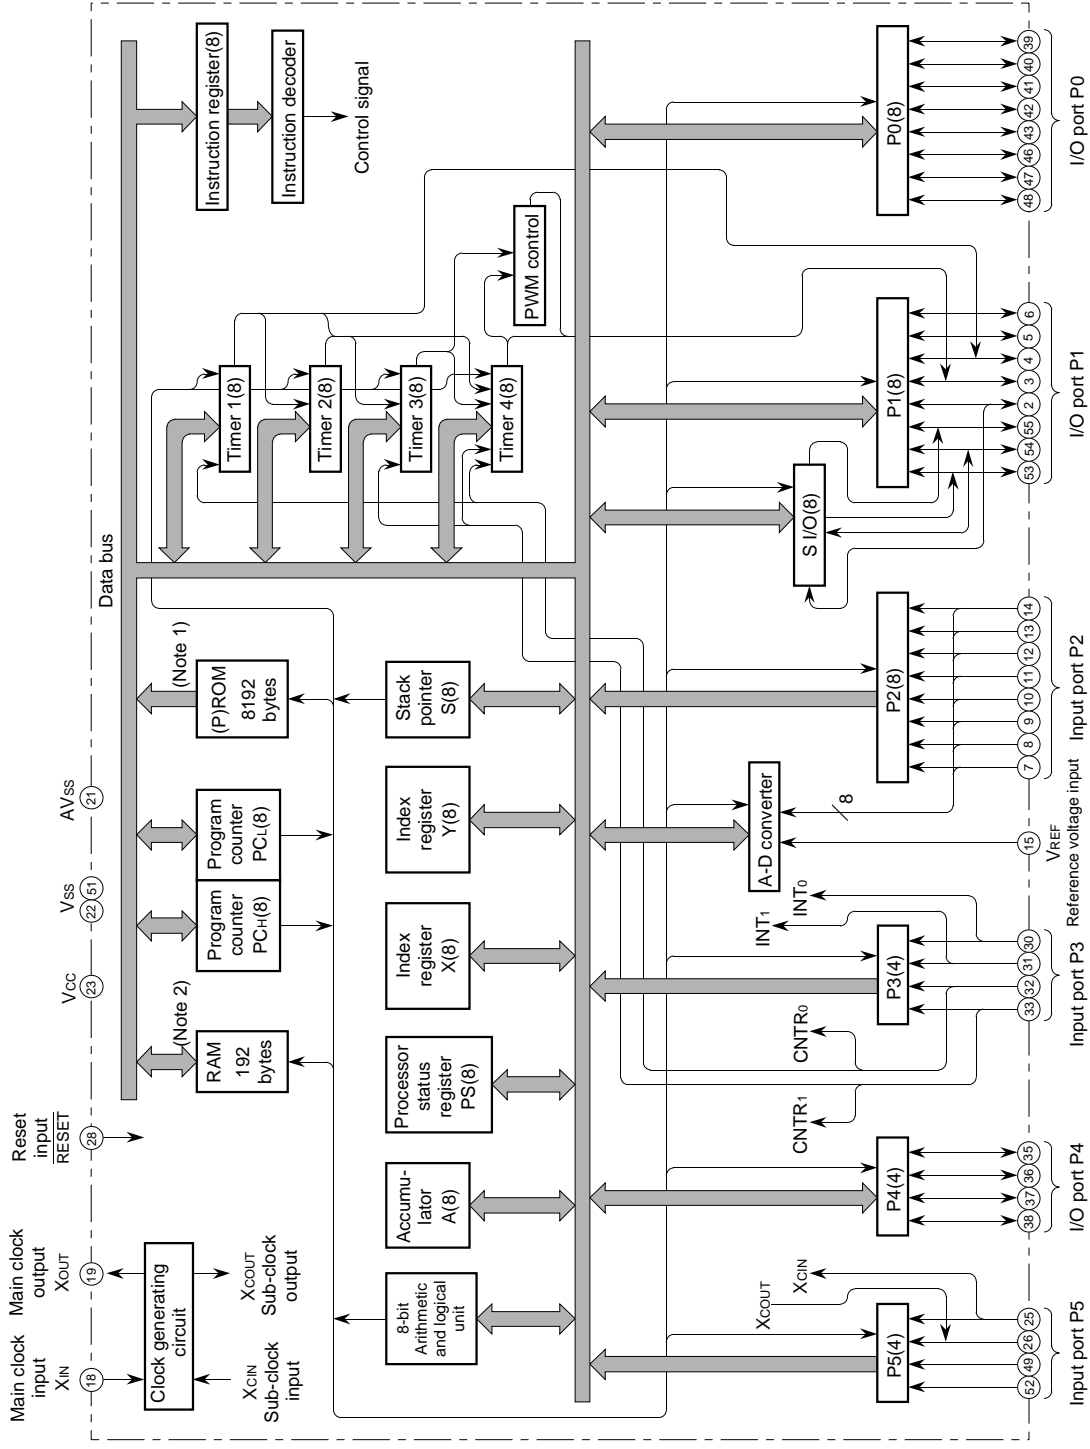 Main clock
input
XIN
18
Main clock
output
XOUT
19
Reset
input
RESET
28
VCC
23
VSS
22
51
AVSS
21
Data bus
Clock generating
circuit
XCIN
Sub-clock
input
XCOUT
Sub-clock
output
(Note 2)
RAM
192
bytes
Program
counter
PCH(8)
Program
counter
PCL(8)
(Note 1)
(P)ROM
8192
bytes
Timer 1(8)
Timer 2(8)
Timer 3(8)
Timer 4(8)
PWM control
Instruction register(8)
Instruction decoder
Control signal
8-bit
Arithmetic
and logical
unit
Accumu-
lator
A(8)
Processor
status
register
PS(8)
Index
register
X(8)
Index
register
Y(8)
Stack
pointer
S(8)
XCOUT
XCIN
CNTR1
CNTR0
INT1
INT0
A-D converter
8
S I/O(8)
P5(4)
P4(4)
P3(4)
P2(8)
P1(8)
P0(8)
52
49
26
25
38
37
36
35
33
32
31
30
15
7
8
9
10
11
12
13
14
53
54
55
2
3
4
5
6
48
47
46
43
42
41
40
39
Input port P5
I/O port P4
Input port P3
VREF
Reference voltage input
Input port P2
I/O port P1
I/O port P0